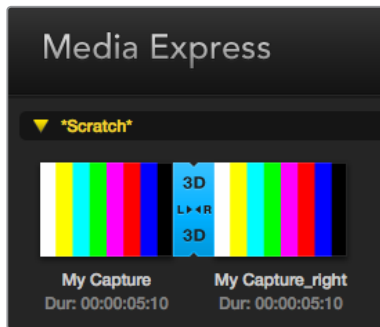 Media Express
*Scratch*
3D
L R
3D
My Capture
My Capture_right
Dur: 00:00:05:10
Dur: 00:00:05:10